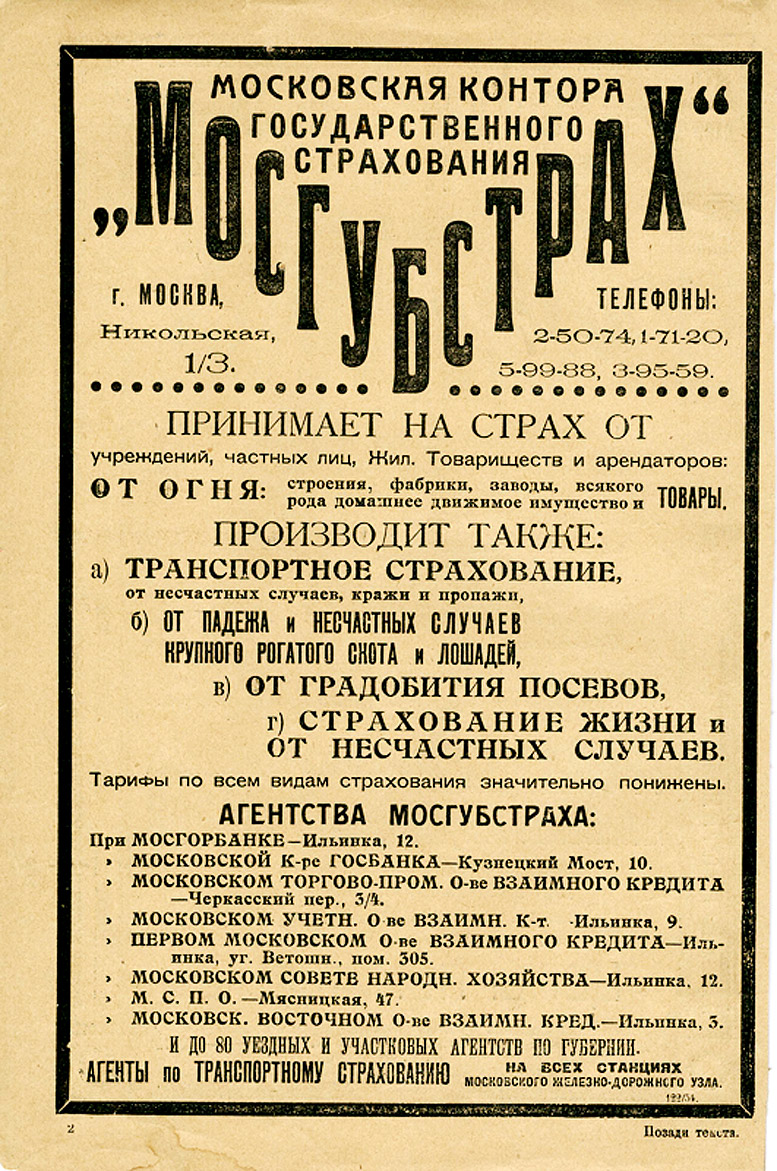 МОСКОВСКАЯ КОНТОРА
ГОСУДАРСТВЕННОГО
СТРАХОВАНИЯ
„МОСГУБСТРАХ“
г. МОСКВА,
Никольская,
1/3.
ТЕЛЕФОНЫ:
2-50-74, 1-71-20,
5-99-88, 3-95-59.
ПРИНИМАЕТ НА СТРАХ ОТ
учреждений, частных лиц, Жил. Товариществ и арендаторов:
ОТ ОГНЯ: строения, фабрики, заводы, всякого
рода домашнее движимое имущество и ТОВАРЫ.
ПРОИЗВОДИТ ТАКЖЕ:
а) ТРАНСПОРТНОЕ СТРАХОВАНИЕ,
от несчастных случаев, кражи и пропажи,
б) ОТ ПАДЕЖА и НЕСЧАСТНЫХ СЛУЧАЕВ
КРУПНОГО РОГАТОГО СКОТА и ЛОШАДЕЙ,
в) ОТ ГРАДОБИТИЯ ПОСЕВОВ,
г) СТРАХОВАНИЕ ЖИЗНИ и
ОТ НЕСЧАСТНЫХ СЛУЧАЕВ.
Тарифы по всем видам страхования значительно понижены.
АГЕНТСТВА МОСГУБСТРАХА:
При МОСГОРБАНКЕ—Ильинка, 12.
› МОСКОВСКОЙ К-ре ГОСБАНКА—Кузнецкий Мост, 10.
› МОСКОВСКОМ ТОРГОВО-ПРОМ. О-ве ВЗАИМНОГО КРЕДИТА
—Черкасский пер., 3/4.
› МОСКОВСКОМ УЧЕТН. О-ве ВЗАИМН. К-т. -Ильинка, 9.
› ПЕРВОМ МОСКОВСКОМ О-ве ВЗАИМНОГО КРЕДИТА—Иль-
инка, уг. Ветошн., пом. 305.
› МОСКОВСКОМ СОВЕТЕ НАРОДН. ХОЗЯЙСТВА—Ильинка, 12.
› М. С. П. О.—Мясницкая, 47.
› МОСКОВСК. ВОСТОЧНОМ О-ве ВЗАИМН. КРЕД.—Ильинка, 3.
И ДО 80 УЕЗДНЫХ И УЧАСТКОВЫХ АГЕНТСТВ ПО ГУБЕРНИИ.
АГЕНТЫ по ТРАНСПОРТНОМУ СТРАХОВАНИЮ НА ВСЕХ СТАНЦИЯХ
МОСКОВСКОГО ЖЕЛЕЗНО-ДОРОЖНОГО УЗЛА.
2
Позади текста.